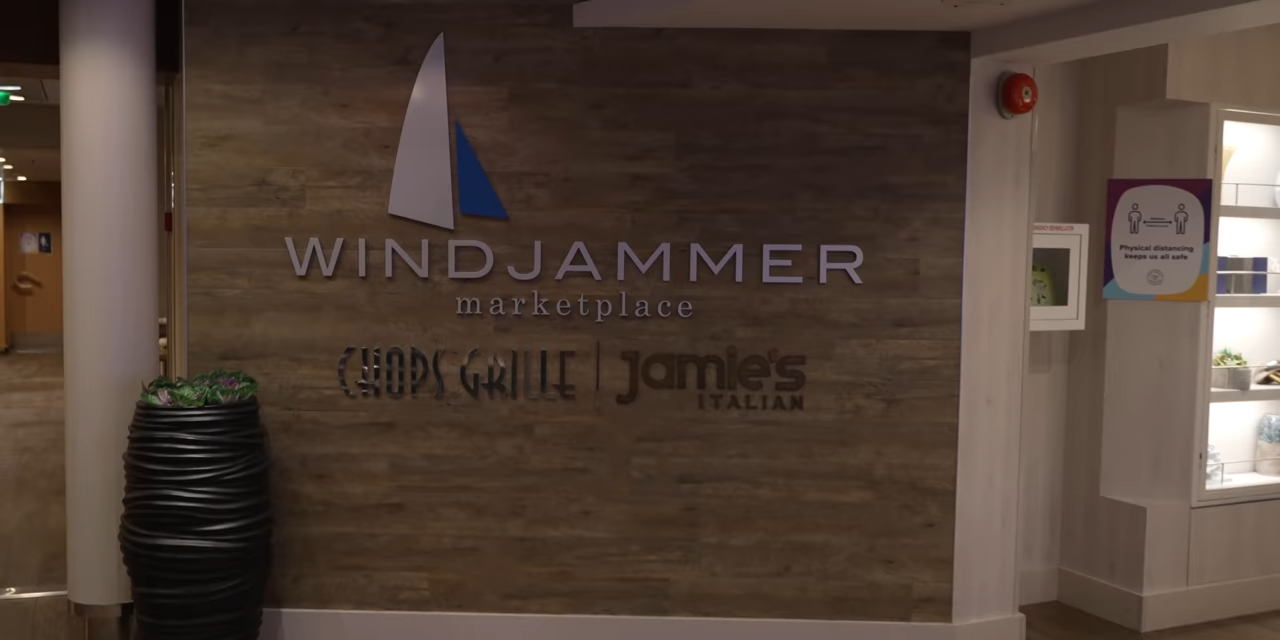 WINDJAMMER
marketplace
CHOPS GRILLE | Jamie's
ITALIAN
Physical distancing
keeps us all safe